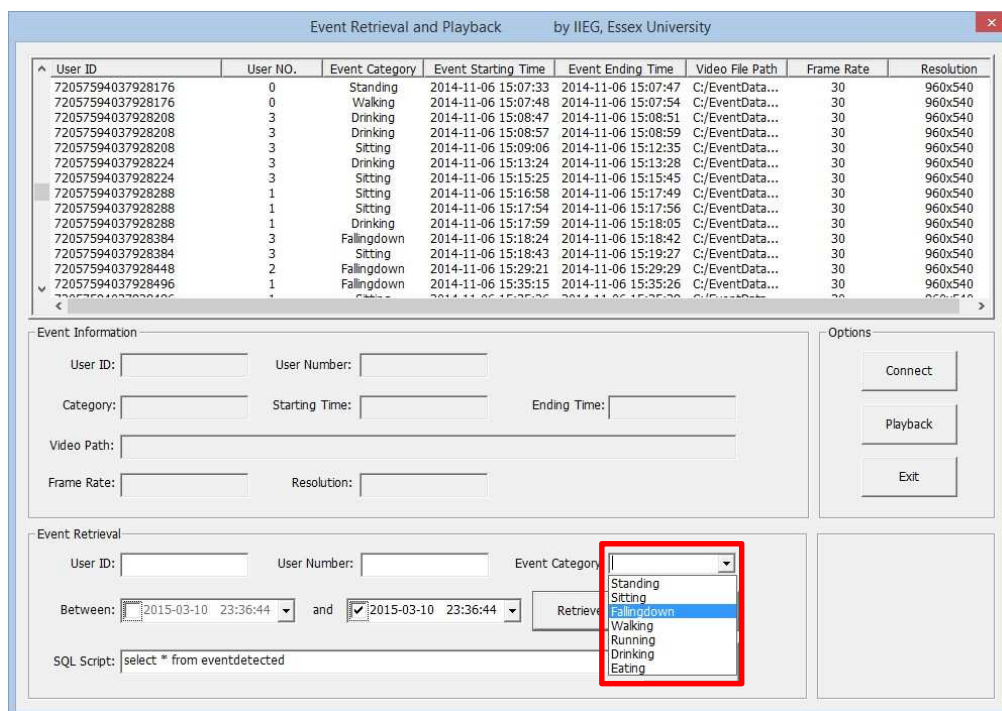 Event Retrieval and Playback by IIEG, Essex University
User ID User NO. Event Category Event Starting Time Event Ending Time Video File Path Frame Rate Resolution
72057594037928176 0 Standing 2014-11-06 15:07:33 2014-11-06 15:07:47 C:/EventData... 30 960x540
72057594037928176 0 Walking 2014-11-06 15:07:48 2014-11-06 15:07:54 C:/EventData... 30 960x540
72057594037928208 3 Drinking 2014-11-06 15:08:47 2014-11-06 15:08:51 C:/EventData... 30 960x540
72057594037928208 3 Drinking 2014-11-06 15:08:57 2014-11-06 15:08:59 C:/EventData... 30 960x540
72057594037928208 3 Sitting 2014-11-06 15:09:06 2014-11-06 15:12:35 C:/EventData... 30 960x540
72057594037928224 3 Drinking 2014-11-06 15:13:24 2014-11-06 15:13:28 C:/EventData... 30 960x540
72057594037928224 3 Sitting 2014-11-06 15:15:25 2014-11-06 15:15:45 C:/EventData... 30 960x540
72057594037928288 1 Sitting 2014-11-06 15:16:58 2014-11-06 15:17:49 C:/EventData... 30 960x540
72057594037928288 1 Sitting 2014-11-06 15:17:54 2014-11-06 15:17:56 C:/EventData... 30 960x540
72057594037928288 1 Drinking 2014-11-06 15:17:59 2014-11-06 15:18:05 C:/EventData... 30 960x540
72057594037928384 3 Fallingdown 2014-11-06 15:18:24 2014-11-06 15:18:42 C:/EventData... 30 960x540
72057594037928384 3 Sitting 2014-11-06 15:18:43 2014-11-06 15:19:27 C:/EventData... 30 960x540
72057594037928448 2 Fallingdown 2014-11-06 15:29:21 2014-11-06 15:29:29 C:/EventData... 30 960x540
72057594037928496 1 Fallingdown 2014-11-06 15:35:15 2014-11-06 15:35:26 C:/EventData... 30 960x540
Event Information
User ID: User Number:
Category: Starting Time: Ending Time:
Video Path:
Frame Rate: Resolution:
Options
Connect
Playback
Exit
Event Retrieval
User ID: User Number: Event Category
Between: 2015-03-10 23:36:44 and 2015-03-10 23:36:44 Retrieve
SQL Script: select * from eventdetected
Standing
Sitting
Fallingdown
Walking
Running
Drinking
Eating